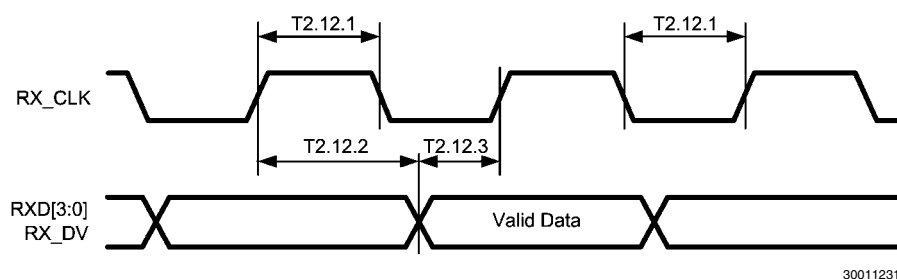 T2.12.1 T2.12.1
RX_CLK
T2.12.2 T2.12.3
RXD[3:0]
RX_DV
Valid Data
30011231